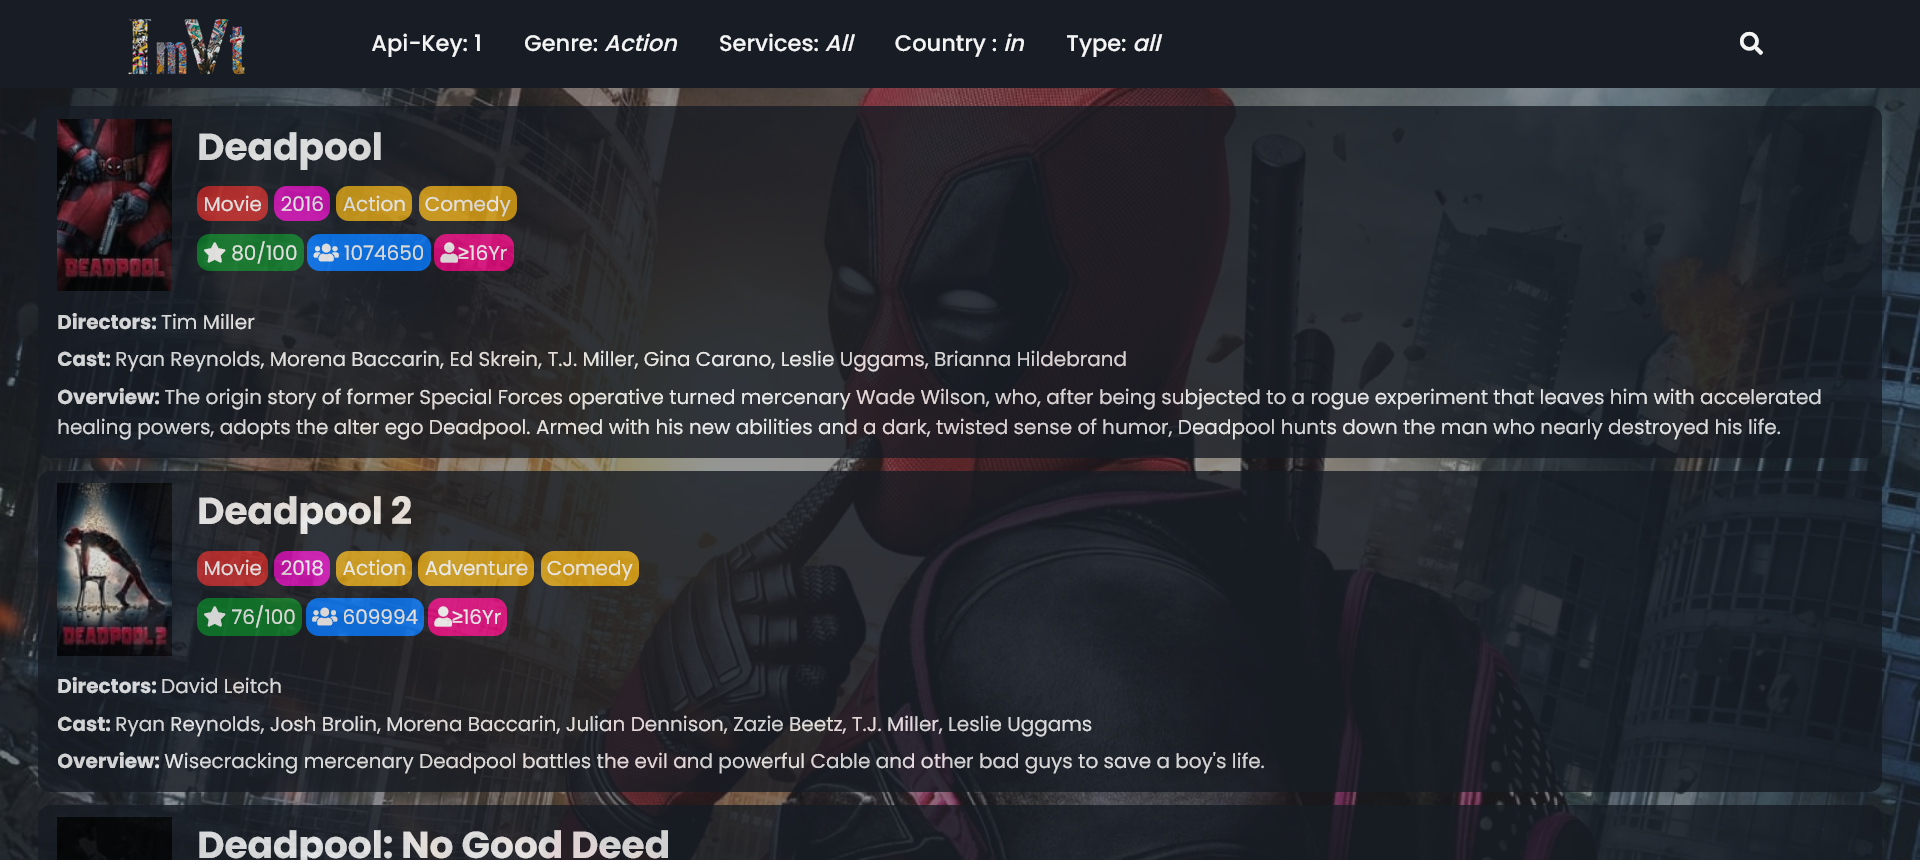 ImVt
Api-Key: 1 Genre: Action Services: All Country : in Type: all
DEADPOOL
Deadpool
Movie 2016 Action Comedy
80/100 1074650 ≥16Yr
Directors: Tim Miller
Cast: Ryan Reynolds, Morena Baccarin, Ed Skrein, T.J. Miller, Gina Carano, Leslie Uggams, Brianna Hildebrand
Overview: The origin story of former Special Forces operative turned mercenary Wade Wilson, who, after being subjected to a rogue experiment that leaves him with accelerated
healing powers, adopts the alter ego Deadpool. Armed with his new abilities and a dark, twisted sense of humor, Deadpool hunts down the man who nearly destroyed his life.
DEADPOOL 2
Deadpool 2
Movie 2018 Action Adventure Comedy
76/100 609994 ≥16Yr
Directors: David Leitch
Cast: Ryan Reynolds, Josh Brolin, Morena Baccarin, Julian Dennison, Zazie Beetz, T.J. Miller, Leslie Uggams
Overview: Wisecracking mercenary Deadpool battles the evil and powerful Cable and other bad guys to save a boy's life.
Deadpool: No Good Deed